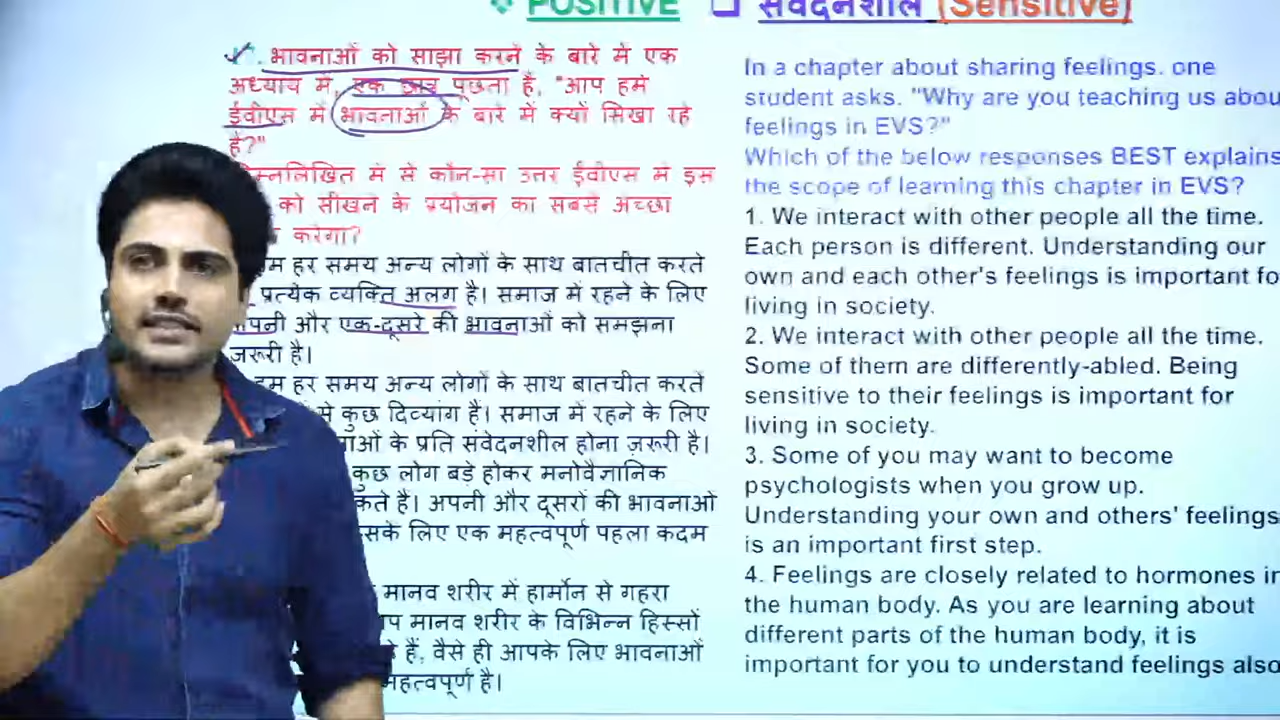 ❖ POSITIVE ❑ संवेदनशील (Sensitive)
भावनाओं को साझा करने के बारे में एक
अध्याय में, एक छात्र पूछता है, "आप हमें
ईवीएस में भावनाओं के बारे में क्यों सिखा रहे
हैं?"
निम्नलिखित में से कौन-सा उत्तर ईवीएस में इस
को सीखने के प्रयोजन का सबसे अच्छा
करेगा?
हम हर समय अन्य लोगों के साथ बातचीत करते
प्रत्येक व्यक्ति अलग है। समाज में रहने के लिए
अपनी और एक-दूसरे की भावनाओं को समझना
जरूरी है।
हम हर समय अन्य लोगों के साथ बातचीत करते
से कुछ दिव्यांग हैं। समाज में रहने के लिए
के प्रति संवेदनशील होना ज़रूरी है।
कुछ लोग बड़े होकर मनोवैज्ञानिक
हैं। अपनी और दूसरों की भावनाओं
लिए एक महत्वपूर्ण पहला कदम
मानव शरीर में हार्मोन से गहरा
मानव शरीर के विभिन्न हिस्सों
हैं, वैसे ही आपके लिए भावनाओं
महत्वपूर्ण है।
In a chapter about sharing feelings. one
student asks. "Why are you teaching us abou
feelings in EVS?"
Which of the below responses BEST explains
the scope of learning this chapter in EVS?
1. We interact with other people all the time.
Each person is different. Understanding our
own and each other's feelings is important fo
living in society.
2. We interact with other people all the time.
Some of them are differently-abled. Being
sensitive to their feelings is important for
living in society.
3. Some of you may want to become
psychologists when you grow up.
Understanding your own and others' feelings
is an important first step.
4. Feelings are closely related to hormones in
the human body. As you are learning about
different parts of the human body, it is
important for you to understand feelings also